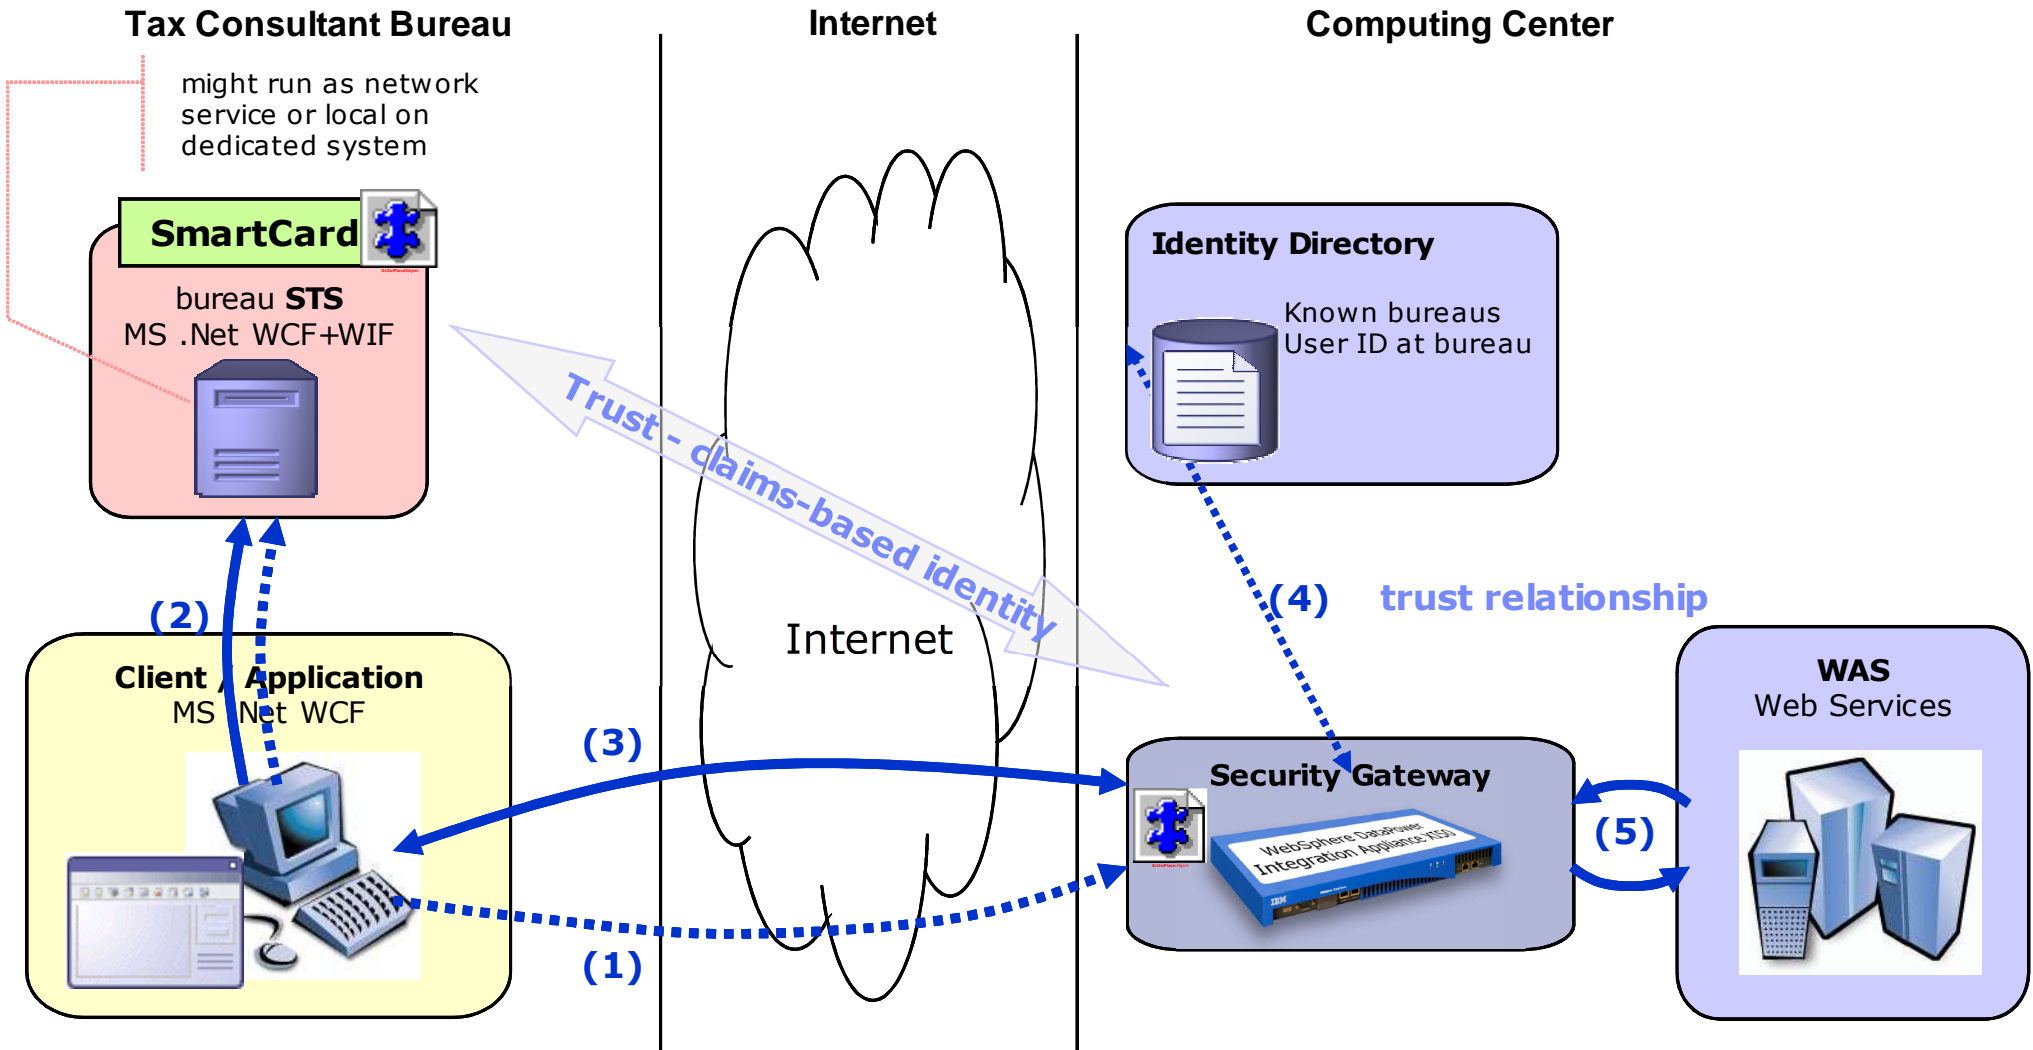 Tax Consultant Bureau
Internet
Computing Center
might run as network
service or local on
dedicated system
SmartCard
bureau STS
MS .Net WCF+WIF
Identity Directory
Known bureaus
User ID at bureau
Trust - claims-based identity
(2)
(4)
trust relationship
Internet
Client / Application
MS .Net WCF
WAS
Web Services
(3)
Security Gateway
WebSphere DataPower
Integration Appliance XI50
IBM
(5)
(1)